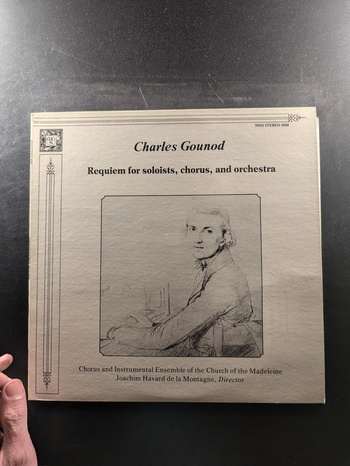 Charles Gounod
Requiem for soloists, chorus, and orchestra
Chorus and Instrumental Ensemble of the Church of the Madeleine
Joachim Havard de la Montagne, Director